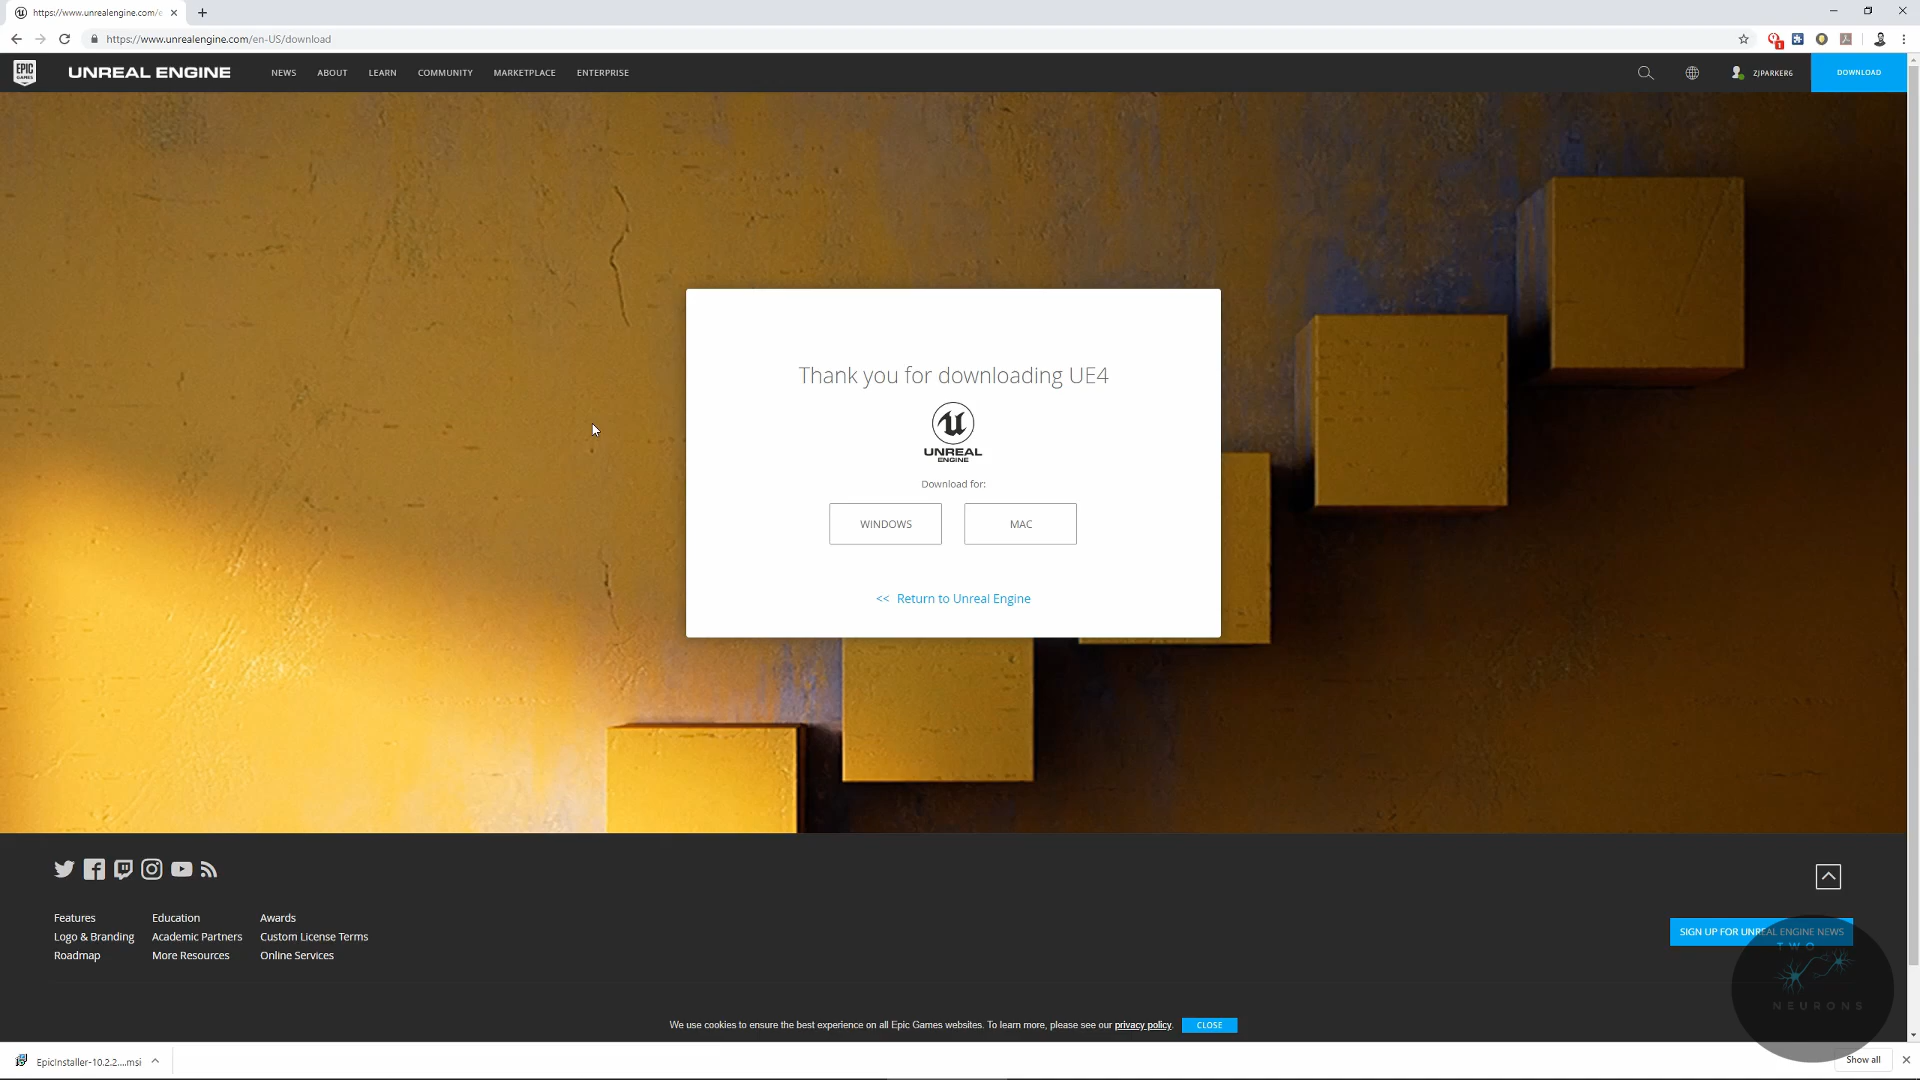 https://www.unrealengine.com/e
https://www.unrealengine.com/en-US/download
1
EPIC
GAMES
UNREAL ENGINE
NEWS
ABOUT
LEARN
COMMUNITY
MARKETPLACE
ENTERPRISE
ZJPARKER6
DOWNLOAD
Thank you for downloading UE4
UNREAL
ENGINE
Download for:
WINDOWS
MAC
<< Return to Unreal Engine
Features
Education
Awards
Logo & Branding
Academic Partners
Custom License Terms
Roadmap
More Resources
Online Services
SIGN UP FOR UNREAL ENGINE NEWS
TWO
NEURONS
We use cookies to ensure the best experience on all Epic Games websites. To learn more, please see our privacy policy.
CLOSE
EpicInstaller-10.2.2....msi
Show all